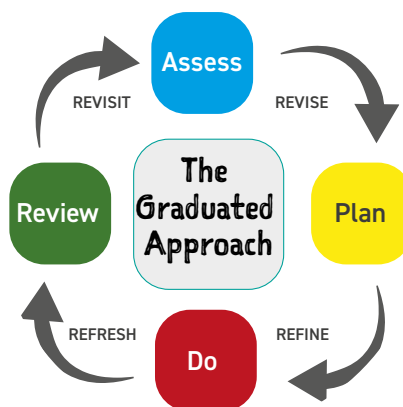 Assess
REVISIT
REVISE
Review
The
Graduated
Approach
Plan
REFRESH
REFINE
Do